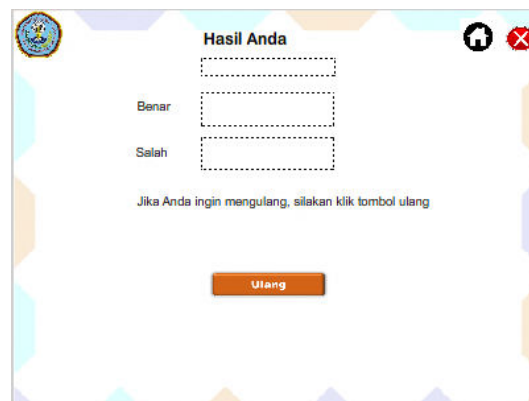 Hasil Anda
Benar
Salah
Jika Anda ingin mengulang, silakan klik tombol ulang
Ulang